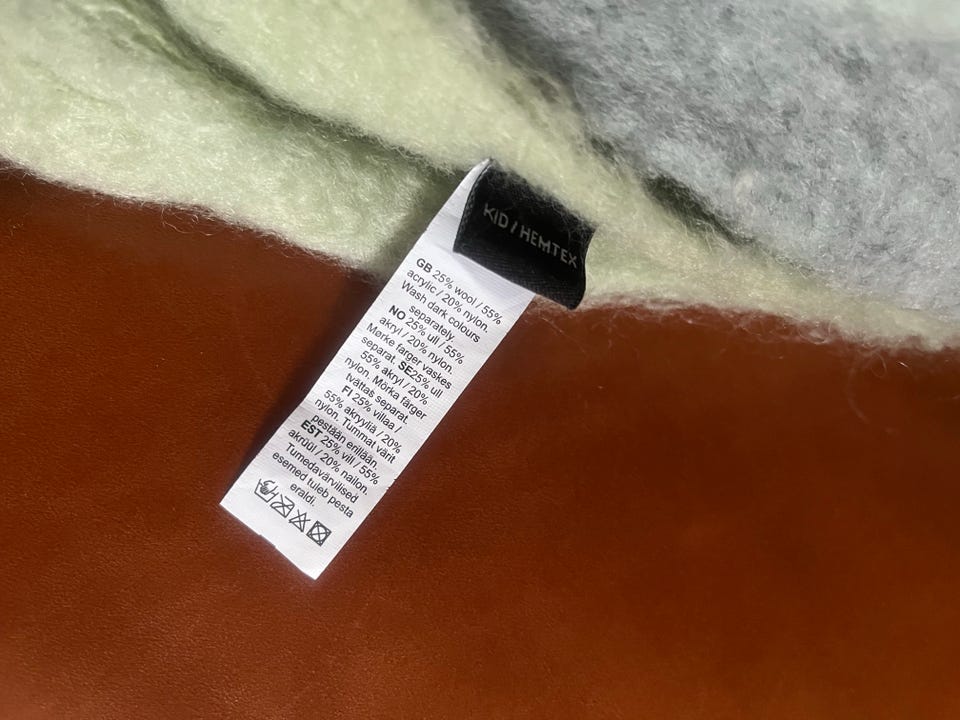 KID / HEMTEX
GB 25% wool / 55%
acrylic / 20% nylon.
Wash dark colours
separately.
NO 25% ull / 55%
akryl / 20% nylon.
Mørke farger vaskes
separat. SE25% ull
55% akryl / 20%
nylon. Mörka färger
tvättas separat.
FI 25% villaa /
55% akryyliä / 20%
nylon. Tummat värit
pestään erillään.
EST 25% vill / 55%
akrüül / 20% nailon.
Tumedavärvilised
esemed tuleb pesta
eraldi.